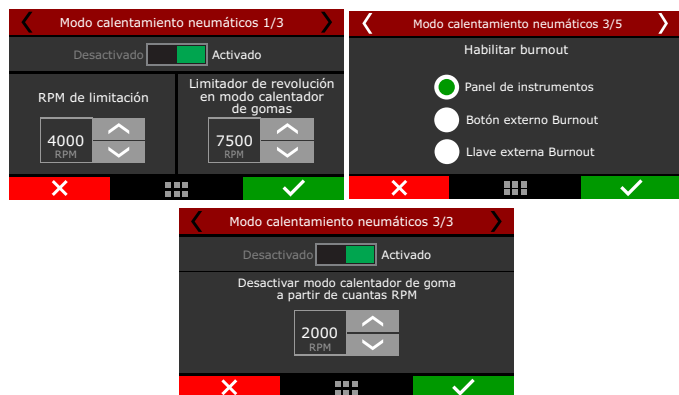 Modo calentamiento neumáticos 1/3
Desactivado Activado
RPM de limitación
4000
RPM
Limitador de revolución
en modo calentador
de gomas
7500
RPM
Modo calentamiento neumáticos 3/5
Habilitar burnout
Panel de instrumentos
Botón externo Burnout
Llave externa Burnout
Modo calentamiento neumáticos 3/3
Desactivado Activado
Desactivar modo calentador de goma
a partir de cuantas RPM
2000
RPM